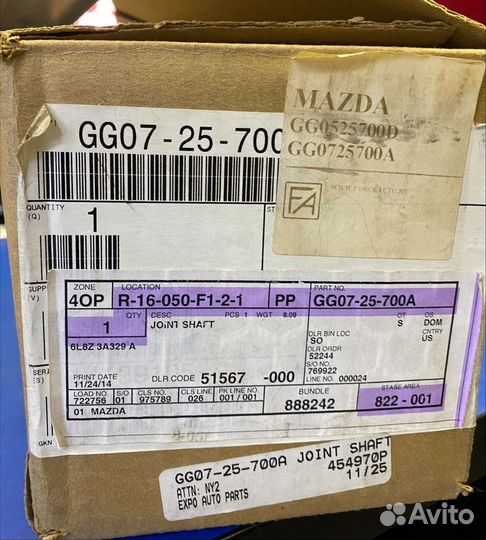 GG07-25-700
MAZDA
GG0525700D
GG0725700A
FA
WWW.FORCEAUTO.RU
QUANTITY
(Q)
1
ST
SUPP
(V)
SERI
(S)
GKN
ZONE LOCATION PART NO.
4OP R-16-050-F1-2-1 PP GG07-25-700A
QTY DESC PCS 1 WGT 8.09 OT OS
1 JOINT SHAFT S DOM
DLR BIN LOC CNTRY
SO US
6L8Z 3A329 A
DLR ORDR
52244
S/O NO.
769922
PRINT DATE
11/24/14
DLR CODE 51567 -000
LINE NO. 000024
LOAD NO. S/O CLS NO. CLS LINE PK LINE NO. BUNDLE STASE AREA
722756 01 975789 026 001 / 001 888242 822 - 001
01 MAZDA
GG07-25-700A JOINT SHAFT
454970P
ATTN: NY2
11/25
EXPO AUTO PARTS
Avito